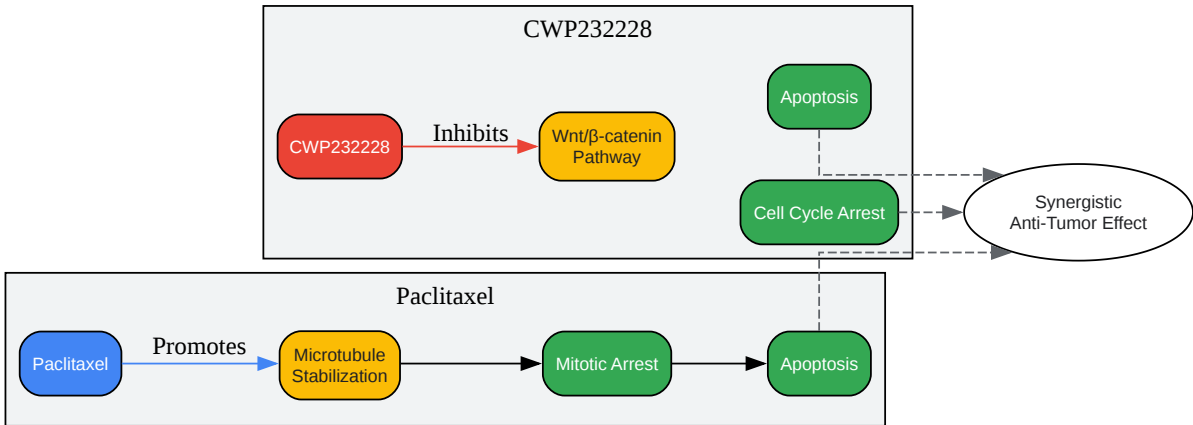 CWP232228
Apoptosis
CWP232228
Inhibits
Wnt/β-catenin
Pathway
Cell Cycle Arrest
Synergistic
Anti-Tumor Effect
Paclitaxel
Paclitaxel
Promotes
Microtubule
Stabilization
Mitotic Arrest
Apoptosis